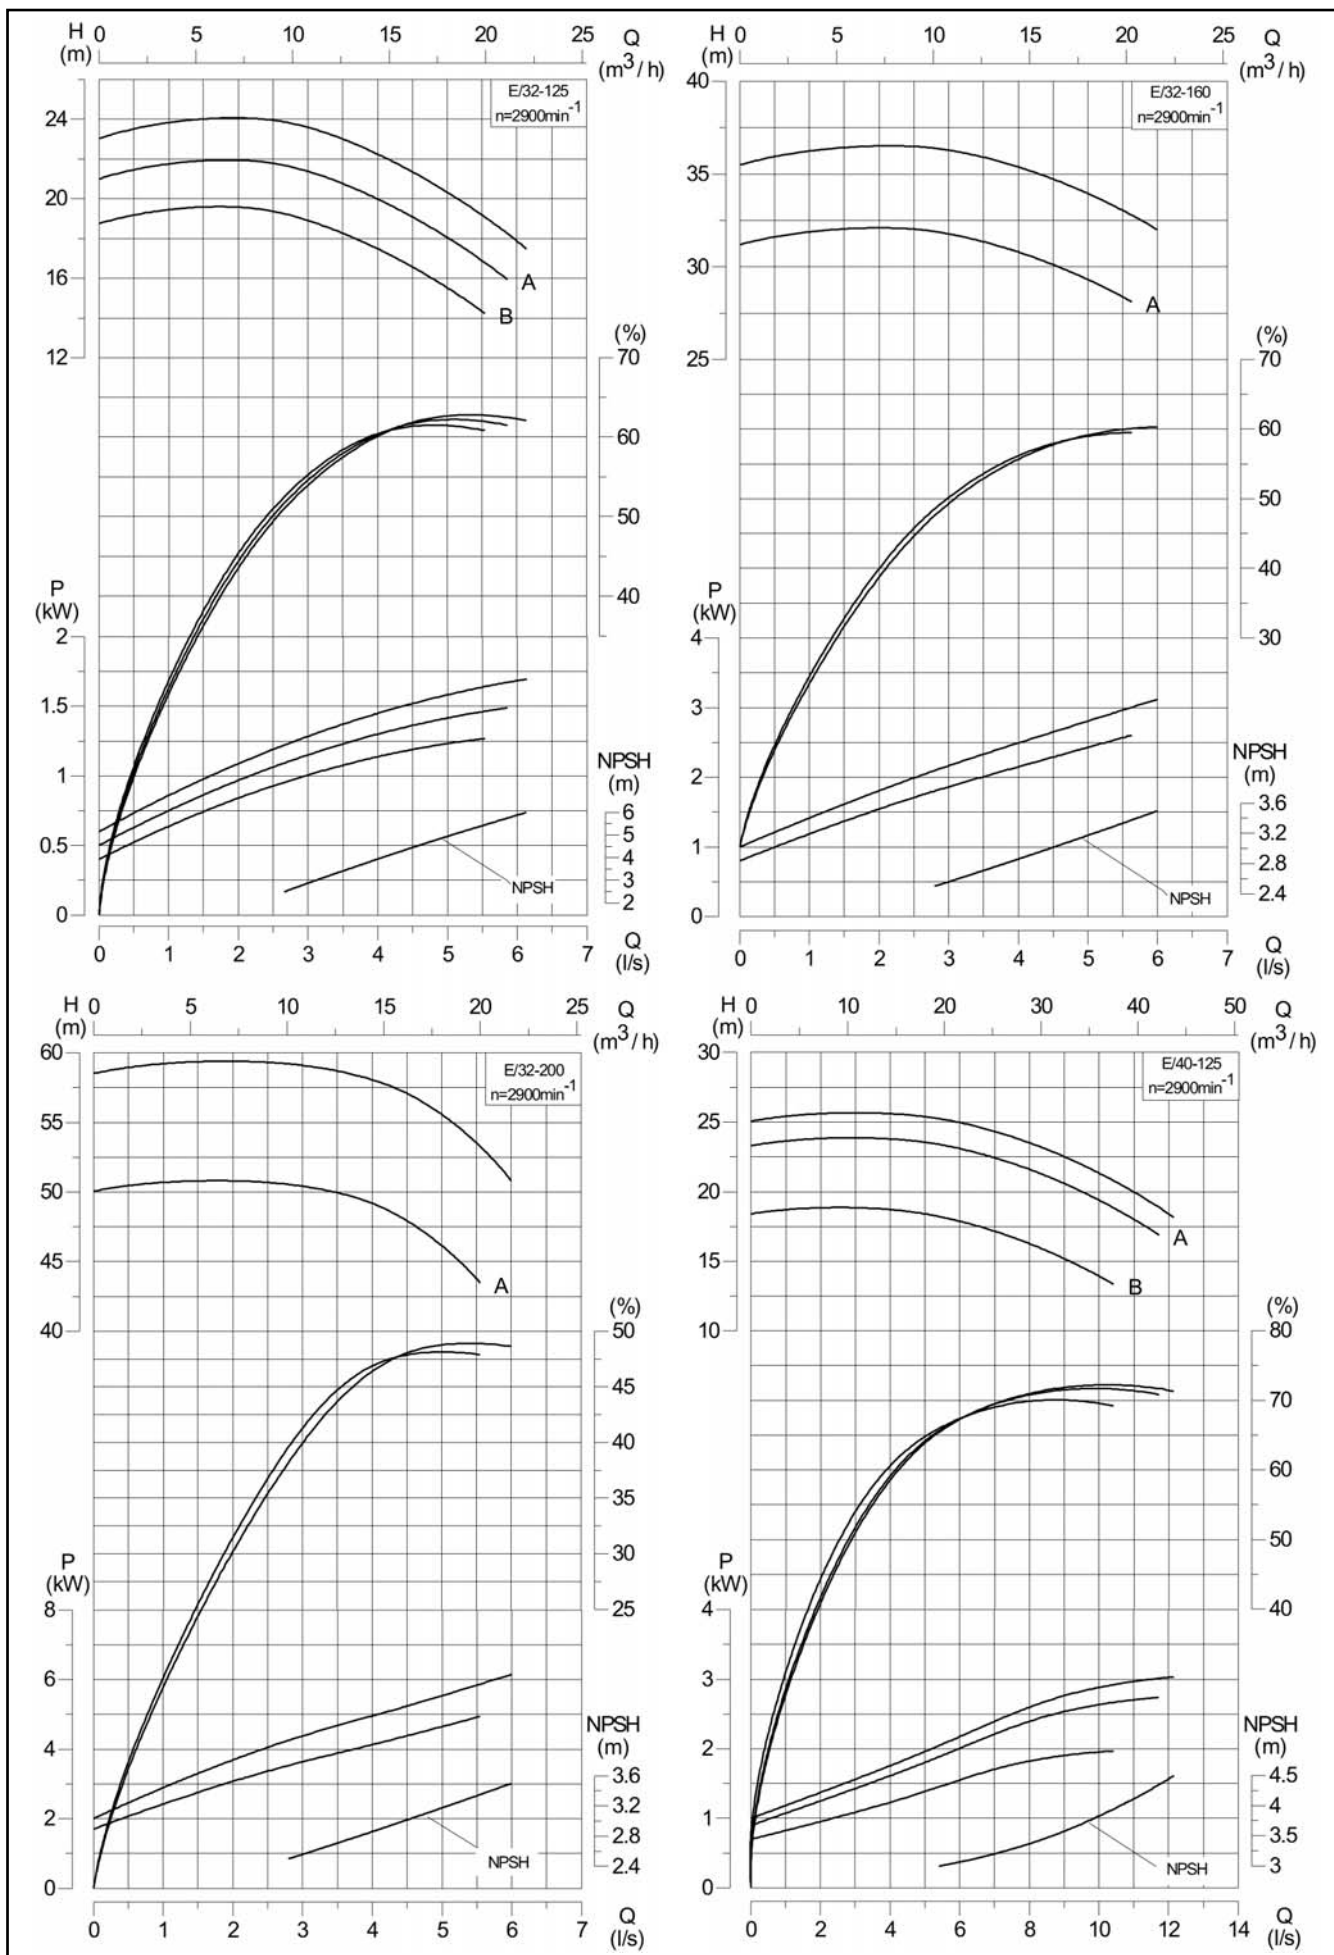 H 0 5 10 15 20 25 Q
(m) (m³/h)
E/32-125
n=2900min⁻¹
24
20
16
12
A
B
(%)
70
60
50
40
P
(kW)
2
1.5
1
0.5
0
NPSH
(m)
6
5
4
3
2
NPSH
0 1 2 3 4 5 6 7 Q
(l/s)
H 0 5 10 15 20 25 Q
(m) (m³/h)
E/32-160
n=2900min⁻¹
40
35
30
25
A
(%)
70
60
50
40
30
P
(kW)
4
3
2
1
0
NPSH
(m)
3.6
3.2
2.8
2.4
NPSH
0 1 2 3 4 5 6 7 Q
(l/s)
H 0 5 10 15 20 25 Q
(m) (m³/h)
E/32-200
n=2900min⁻¹
60
55
50
45
40
A
(%)
50
45
40
35
30
25
P
(kW)
8
6
4
2
0
NPSH
(m)
3.6
3.2
2.8
2.4
NPSH
0 1 2 3 4 5 6 7 Q
(l/s)
H 0 10 20 30 40 50 Q
(m) (m³/h)
E/40-125
n=2900min⁻¹
30
25
20
15
10
A
B
(%)
80
70
60
50
40
P
(kW)
4
3
2
1
0
NPSH
(m)
4.5
4
3.5
3
NPSH
0 2 4 6 8 10 12 14 Q
(l/s)